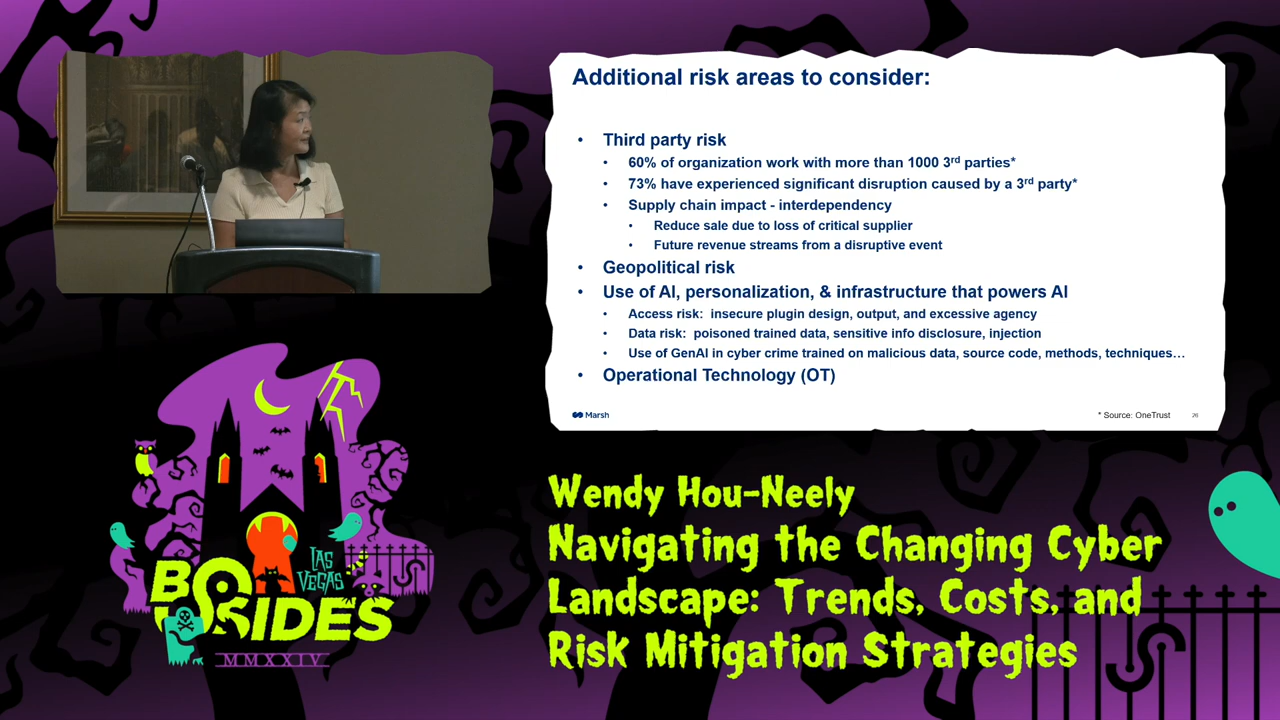 Additional risk areas to consider:
• Third party risk
• 60% of organization work with more than 1000 3rd parties*
• 73% have experienced significant disruption caused by a 3rd party*
• Supply chain impact - interdependency
• Reduce sale due to loss of critical supplier
• Future revenue streams from a disruptive event
• Geopolitical risk
• Use of AI, personalization, & infrastructure that powers AI
• Access risk: insecure plugin design, output, and excessive agency
• Data risk: poisoned trained data, sensitive info disclosure, injection
• Use of GenAI in cyber crime trained on malicious data, source code, methods, techniques…
• Operational Technology (OT)
Marsh
* Source: OneTrust
26
LAS
VEGAS
BSIDES
MMXXIV
Wendy Hou-Neely
Navigating the Changing Cyber
Landscape: Trends, Costs, and
Risk Mitigation Strategies